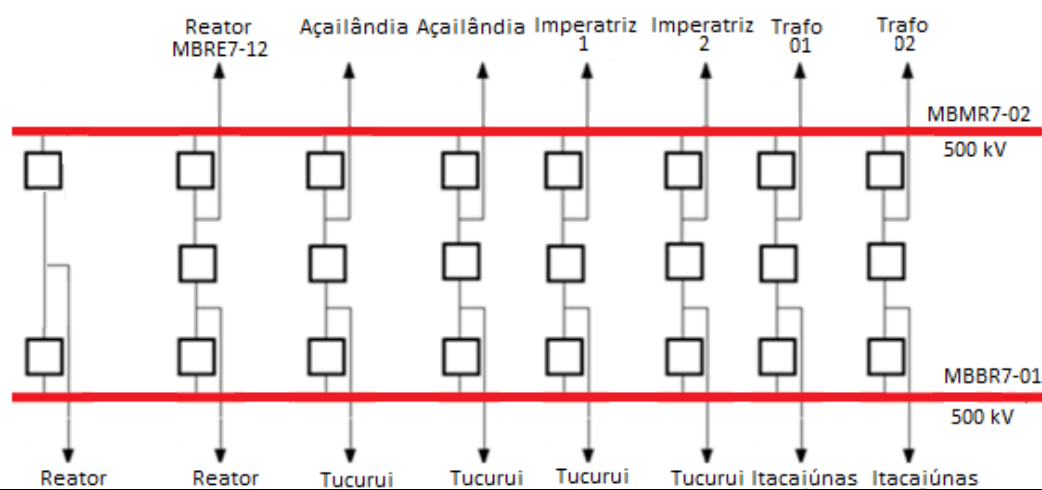 Reator
MBRE7-12
Açailândia
Açailândia
Imperatriz
1
Imperatriz
2
Trafo
01
Trafo
02
MBMR7-02
500 kV
MBBR7-01
500 kV
Reator
Reator
Tucurui
Tucurui
Tucurui
Tucurui
Itacaiúnas
Itacaiúnas